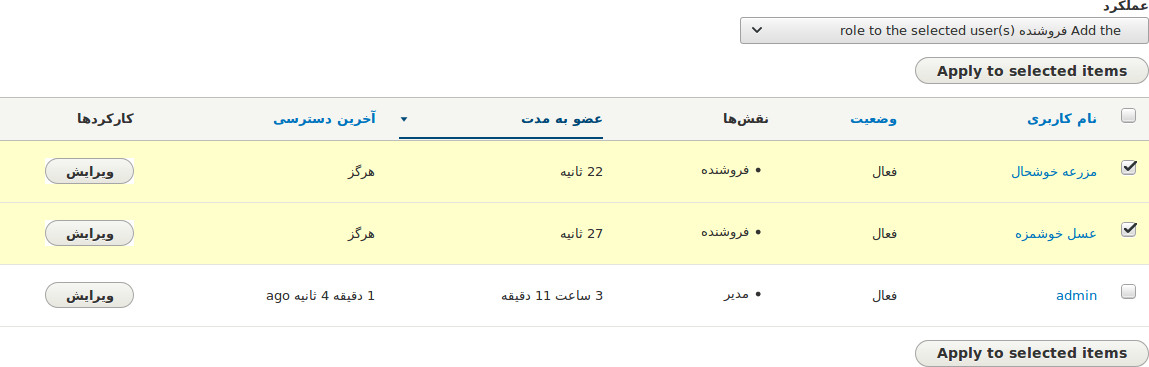 عملکرد
Add the فروشنده role to the selected user(s)
Apply to selected items
نام کاربری وضعیت نقش‌ها عضو به مدت آخرین دسترسی کارکردها
مزرعه خوشحال فعال • فروشنده 22 ثانیه هرگز ویرایش
عسل خوشمزه فعال • فروشنده 27 ثانیه هرگز ویرایش
admin فعال • مدیر 3 ساعت 11 دقیقه 1 دقیقه 4 ثانیه ago ویرایش
Apply to selected items